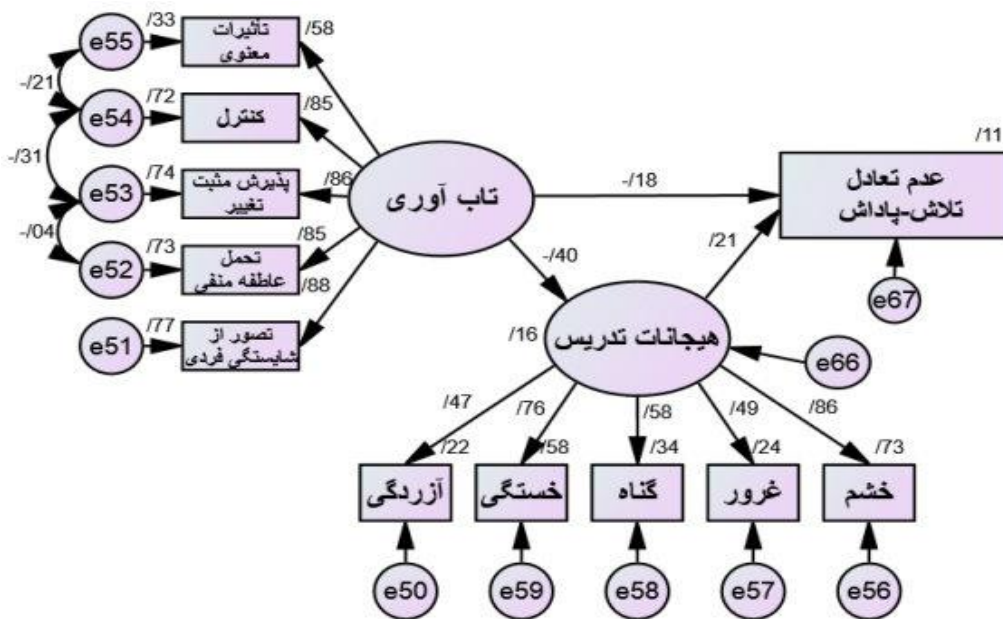 /33
/58
e55
تأثیرات
معنوی
-/21
/72
/85
e54
کنترل
-/31
/74
/86
e53
پذیرش مثبت
تغییر
-/04
/73
/85
e52
تحمل
عاطفه منفی
/88
/77
e51
تصور از
شایستگی فردی
تاب آوری
-/18
/11
عدم تعادل
تلاش-پاداش
/21
e67
-/40
/16
هیجانات تدریس
e66
/47
/76
/58
/49
/86
/22
/58
/34
/24
/73
آزردگی
خستگی
گناه
غرور
خشم
e50
e59
e58
e57
e56